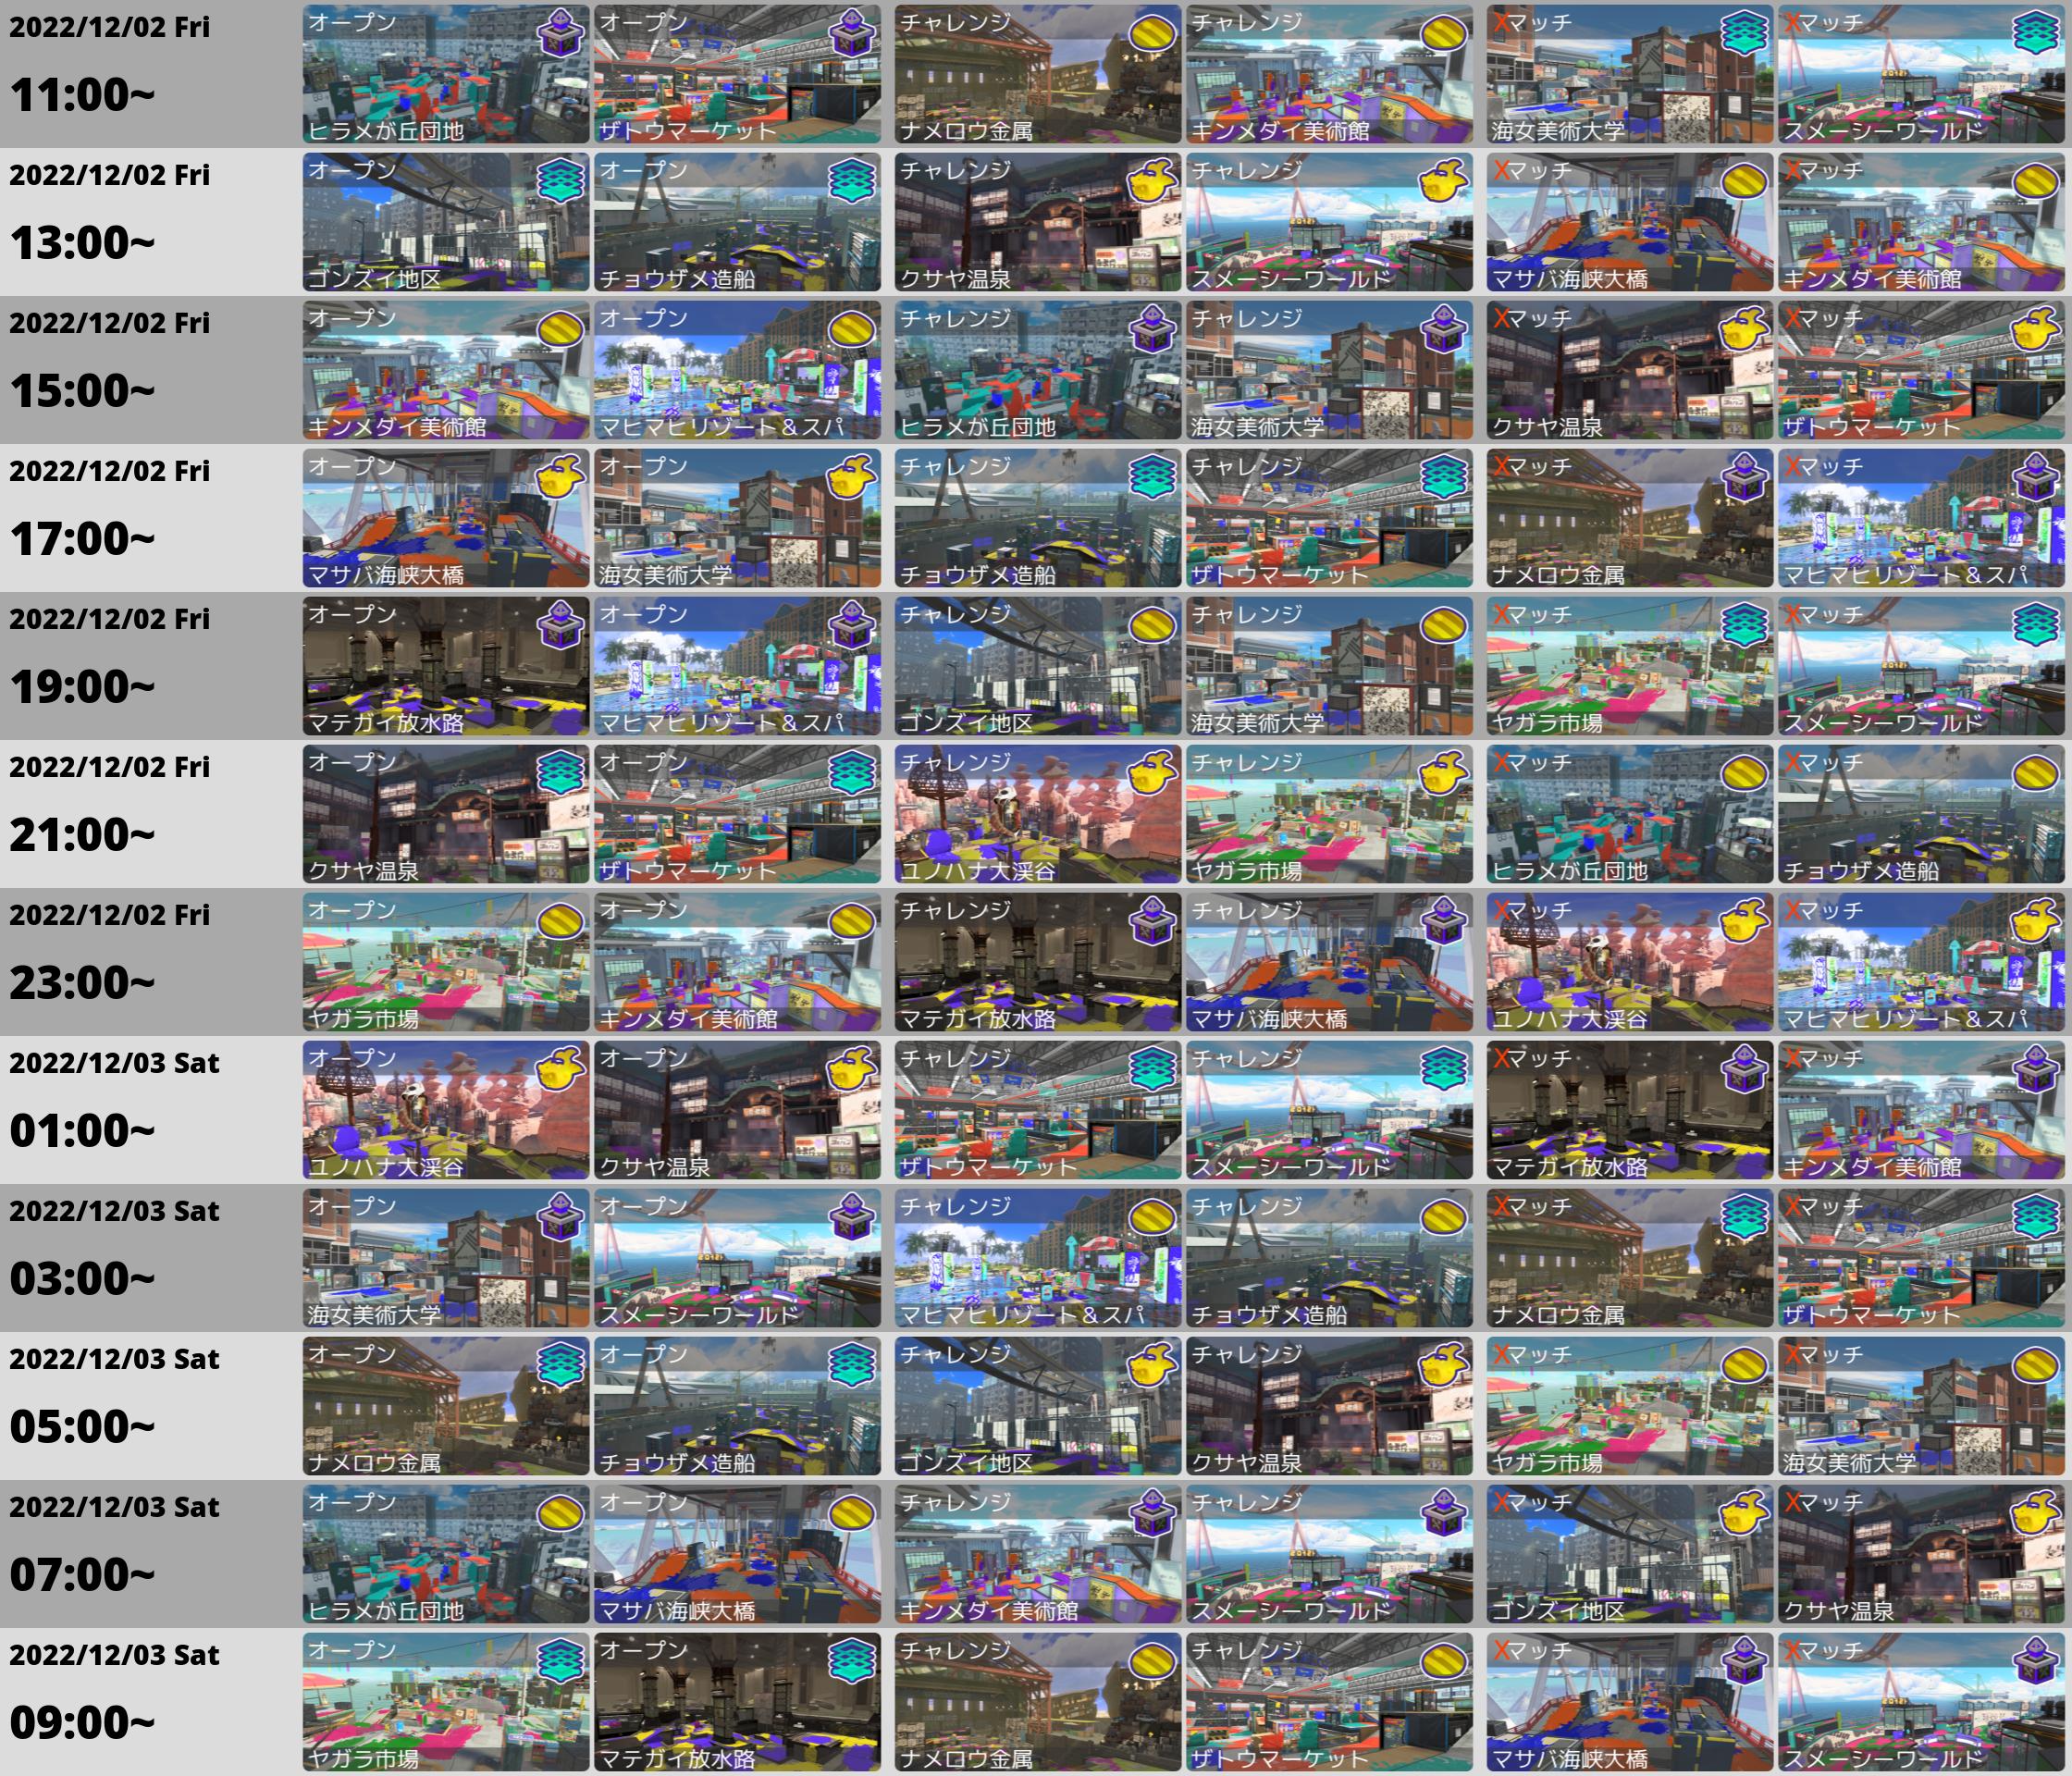 2022/12/02 Fri
11:00~
オープン オープン チャレンジ チャレンジ Xマッチ Xマッチ
ヒラメが丘団地 ザトウマーケット ナメロウ金属 キンメダイ美術館 海女美術大学 スメーシーワールド
2022/12/02 Fri
13:00~
オープン オープン チャレンジ チャレンジ Xマッチ Xマッチ
ゴンズイ地区 チョウザメ造船 クサヤ温泉 スメーシーワールド マサバ海峡大橋 キンメダイ美術館
2022/12/02 Fri
15:00~
オープン オープン チャレンジ チャレンジ Xマッチ Xマッチ
キンメダイ美術館 マヒマヒリゾート＆スパ ヒラメが丘団地 海女美術大学 クサヤ温泉 ザトウマーケット
2022/12/02 Fri
17:00~
オープン オープン チャレンジ チャレンジ Xマッチ Xマッチ
マサバ海峡大橋 海女美術大学 チョウザメ造船 ザトウマーケット ナメロウ金属 マヒマヒリゾート＆スパ
2022/12/02 Fri
19:00~
オープン オープン チャレンジ チャレンジ Xマッチ Xマッチ
マテガイ放水路 マヒマヒリゾート＆スパ ゴンズイ地区 海女美術大学 ヤガラ市場 スメーシーワールド
2022/12/02 Fri
21:00~
オープン オープン チャレンジ チャレンジ Xマッチ Xマッチ
クサヤ温泉 ザトウマーケット ユノハナ大渓谷 ヤガラ市場 ヒラメが丘団地 チョウザメ造船
2022/12/02 Fri
23:00~
オープン オープン チャレンジ チャレンジ Xマッチ Xマッチ
ヤガラ市場 キンメダイ美術館 マテガイ放水路 マサバ海峡大橋 ユノハナ大渓谷 マヒマヒリゾート＆スパ
2022/12/03 Sat
01:00~
オープン オープン チャレンジ チャレンジ Xマッチ Xマッチ
ユノハナ大渓谷 クサヤ温泉 ザトウマーケット スメーシーワールド マテガイ放水路 キンメダイ美術館
2022/12/03 Sat
03:00~
オープン オープン チャレンジ チャレンジ Xマッチ Xマッチ
海女美術大学 スメーシーワールド マヒマヒリゾート＆スパ チョウザメ造船 ナメロウ金属 ザトウマーケット
2022/12/03 Sat
05:00~
オープン オープン チャレンジ チャレンジ Xマッチ Xマッチ
ナメロウ金属 チョウザメ造船 ゴンズイ地区 クサヤ温泉 ヤガラ市場 海女美術大学
2022/12/03 Sat
07:00~
オープン オープン チャレンジ チャレンジ Xマッチ Xマッチ
ヒラメが丘団地 マサバ海峡大橋 キンメダイ美術館 スメーシーワールド ゴンズイ地区 クサヤ温泉
2022/12/03 Sat
09:00~
オープン オープン チャレンジ チャレンジ Xマッチ Xマッチ
ヤガラ市場 マテガイ放水路 ナメロウ金属 ザトウマーケット マサバ海峡大橋 スメーシーワールド